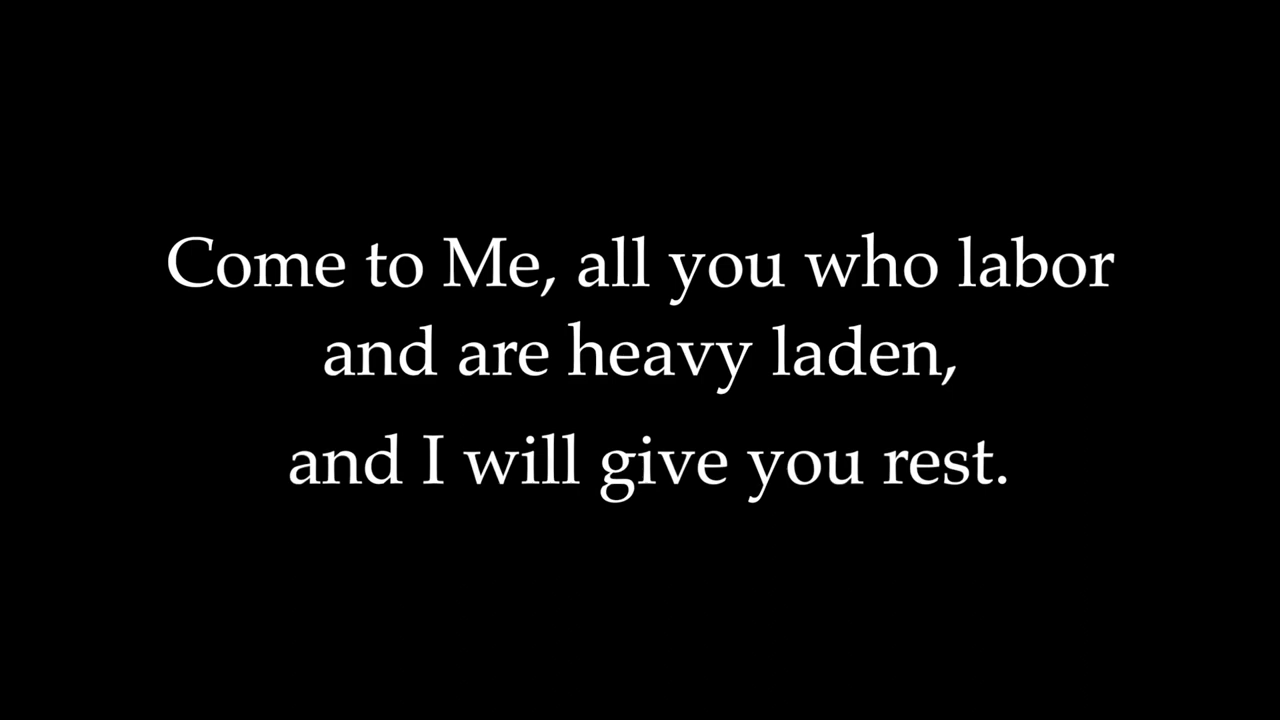 Come to Me, all you who labor
and are heavy laden,
and I will give you rest.